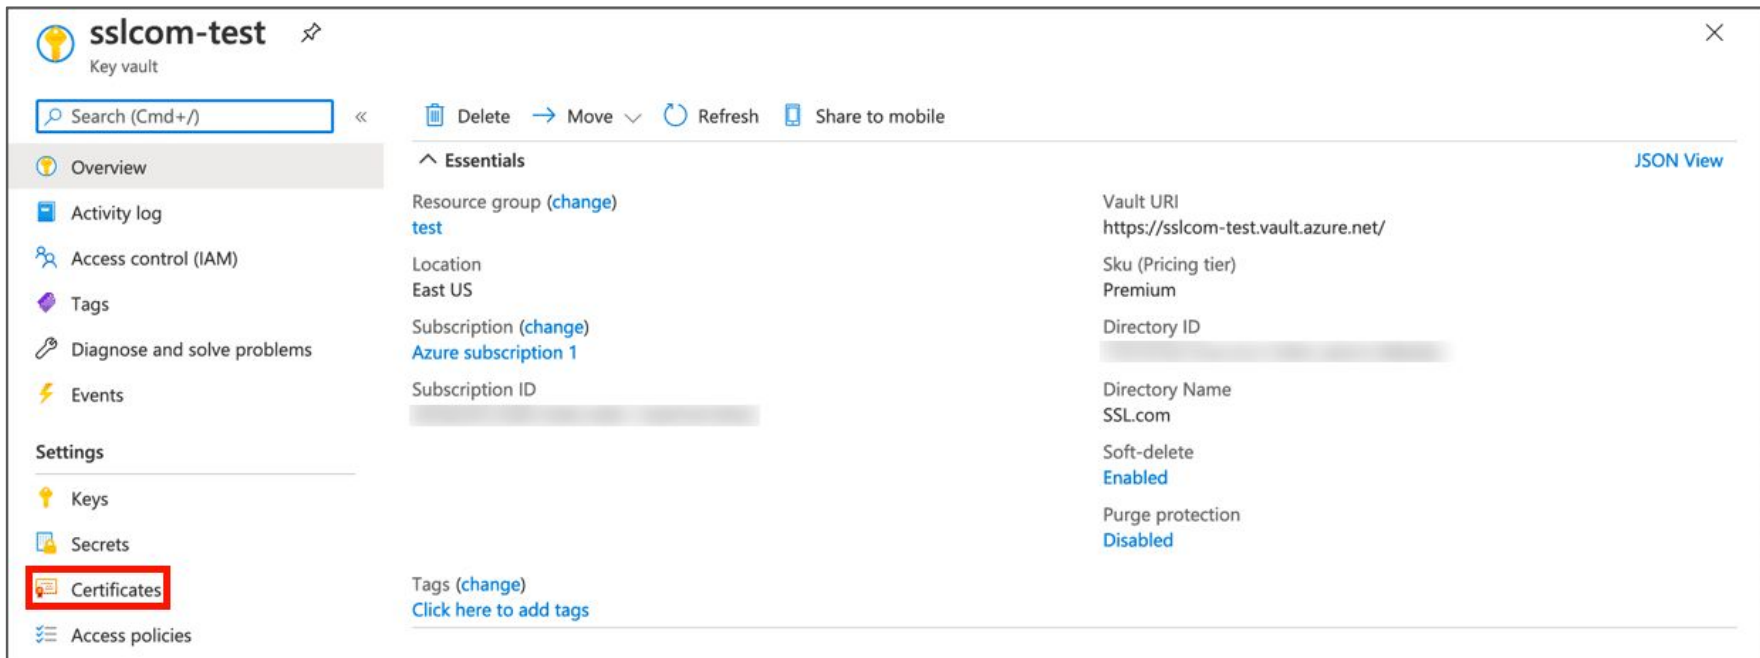 sslcom-test
Key vault
Search (Cmd+/)
«
Overview
Activity log
Access control (IAM)
Tags
Diagnose and solve problems
Events
Settings
Keys
Secrets
Certificates
Access policies
Delete
Move
Refresh
Share to mobile
Essentials
JSON View
Resource group (change)
test
Location
East US
Subscription (change)
Azure subscription 1
Subscription ID
Vault URI
https://sslcom-test.vault.azure.net/
Sku (Pricing tier)
Premium
Directory ID
Directory Name
SSL.com
Soft-delete
Enabled
Purge protection
Disabled
Tags (change)
Click here to add tags